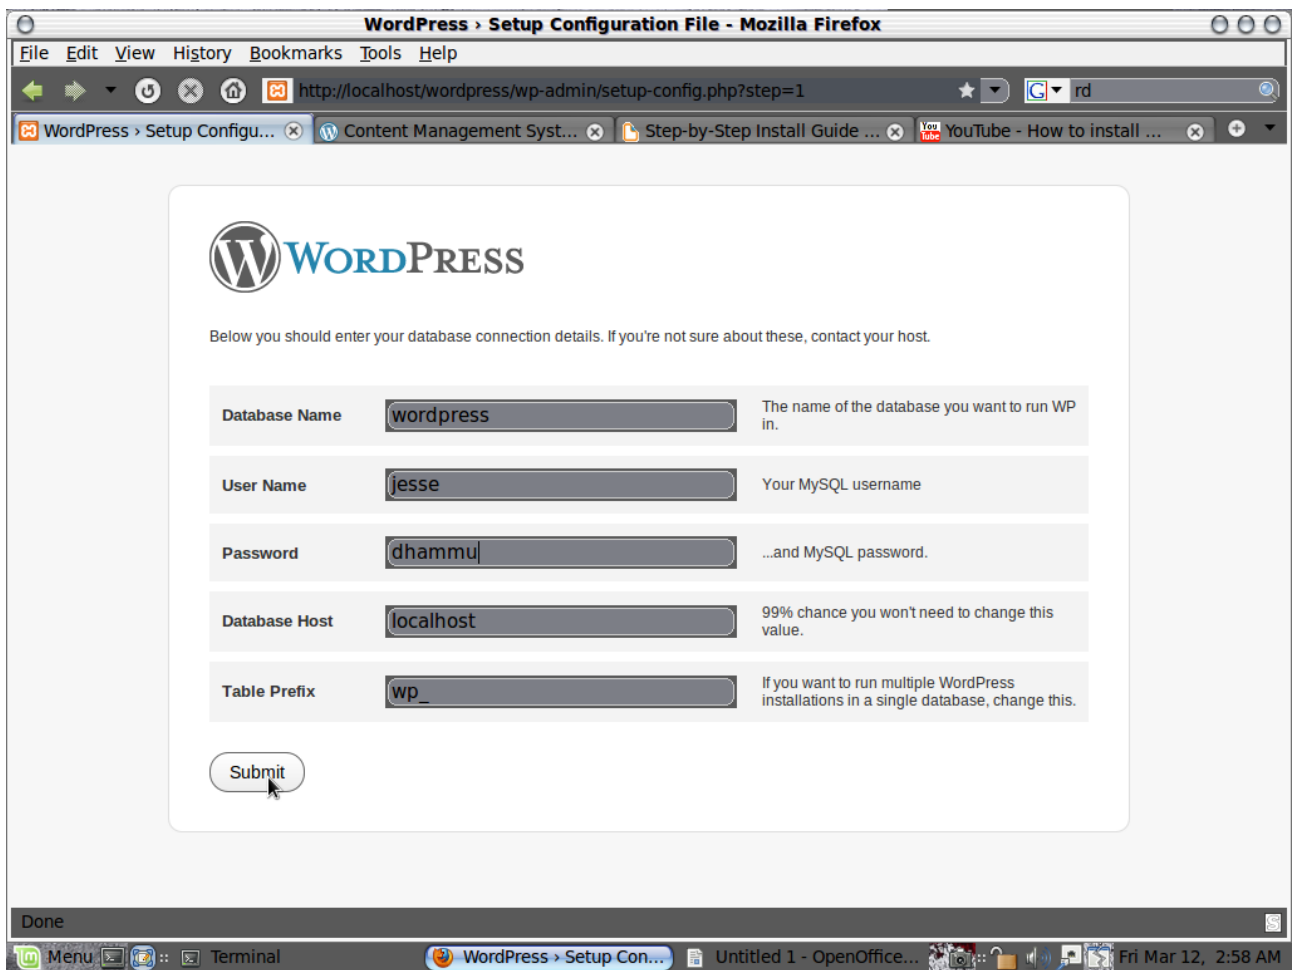 WordPress › Setup Configuration File - Mozilla Firefox
File Edit View History Bookmarks Tools Help
http://localhost/wordpress/wp-admin/setup-config.php?step=1
G rd
WordPress › Setup Configu...
Content Management Syst...
Step-by-Step Install Guide ...
You Tube YouTube - How to install ...
WORDPRESS
Below you should enter your database connection details. If you're not sure about these, contact your host.
Database Name wordpress The name of the database you want to run WP
in.
User Name jesse Your MySQL username
Password dhammu ...and MySQL password.
Database Host localhost 99% chance you won't need to change this
value.
Table Prefix wp_ If you want to run multiple WordPress
installations in a single database, change this.
Submit
Done
Menu Terminal WordPress › Setup Con... Untitled 1 - OpenOffice... Fri Mar 12, 2:58 AM